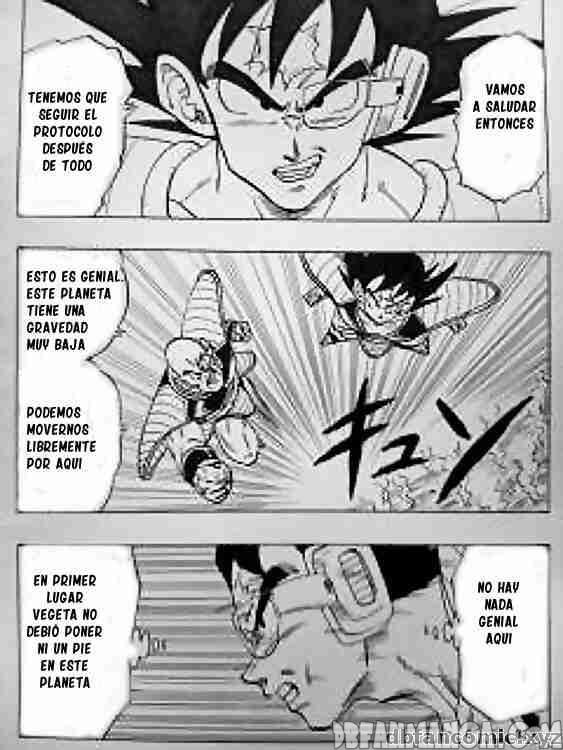 VAMOS
A SALUDAR
ENTONCES
TENEMOS QUE
SEGUIR EL
PROTOCOLO
DESPUÉS
DE TODO
ESTO ES GENIAL.
ESTE PLANETA
TIENE UNA
GRAVEDAD
MUY BAJA
PODEMOS
MOVERNOS
LIBREMENTE
POR AQUI
キュン
NO HAY
NADA
GENIAL
AQUI
EN PRIMER
LUGAR
VEGETA NO
DEBIÓ PONER
NI UN PIE
EN ESTE
PLANETA
dbfancomics.xyz